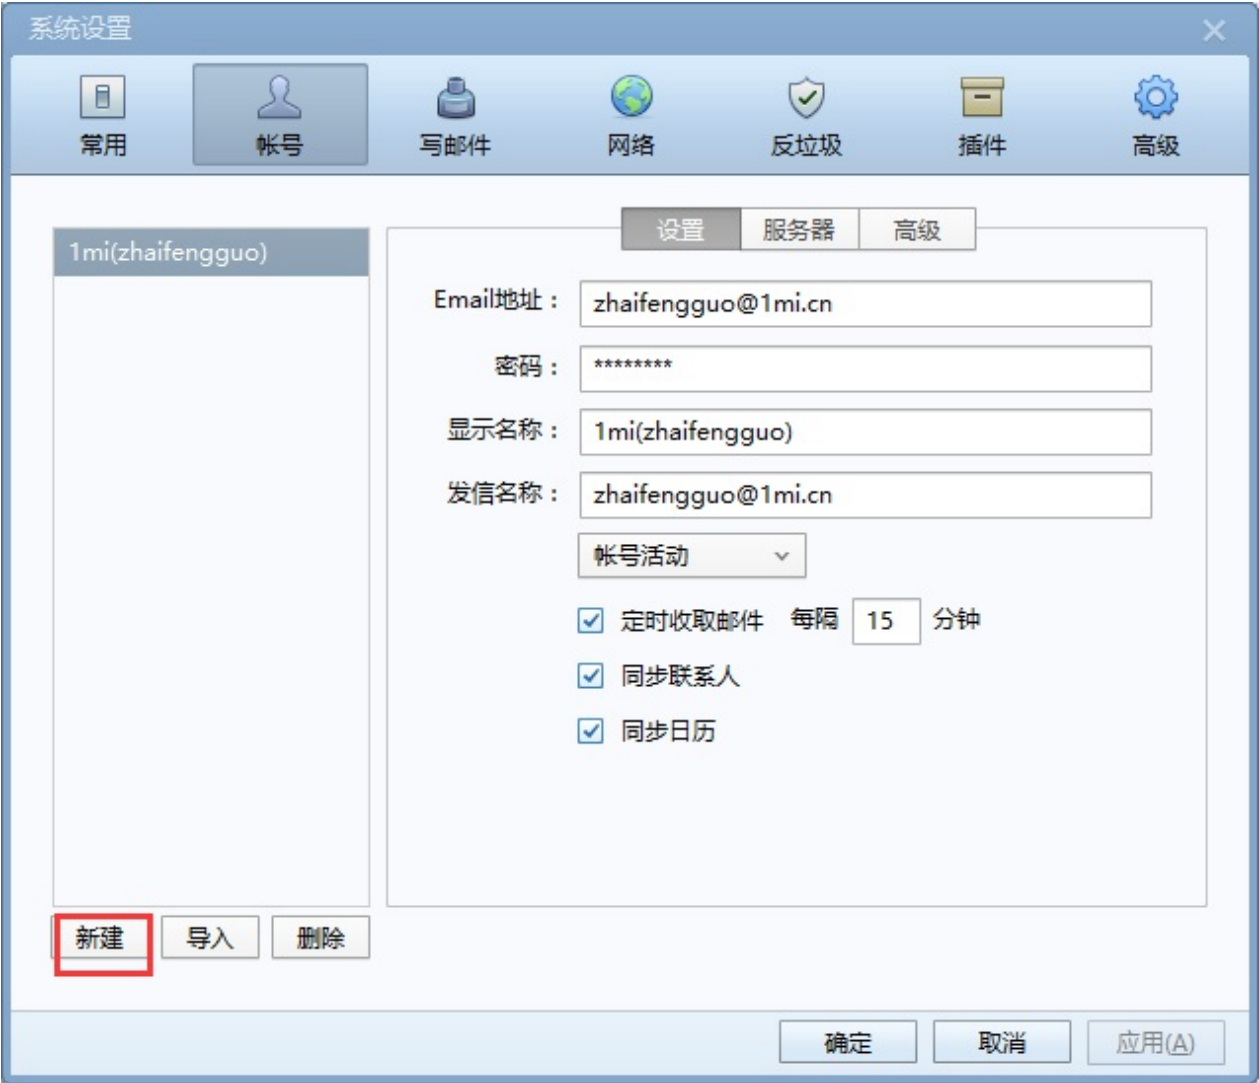 系统设置
常用 帐号 写邮件 网络 反垃圾 插件 高级
1mi(zhaifengguo)
设置 服务器 高级
Email地址： zhaifengguo@1mi.cn
密码： ********
显示名称： 1mi(zhaifengguo)
发信名称： zhaifengguo@1mi.cn
帐号活动
定时收取邮件 每隔 15 分钟
同步联系人
同步日历
新建 导入 删除
确定 取消 应用(A)